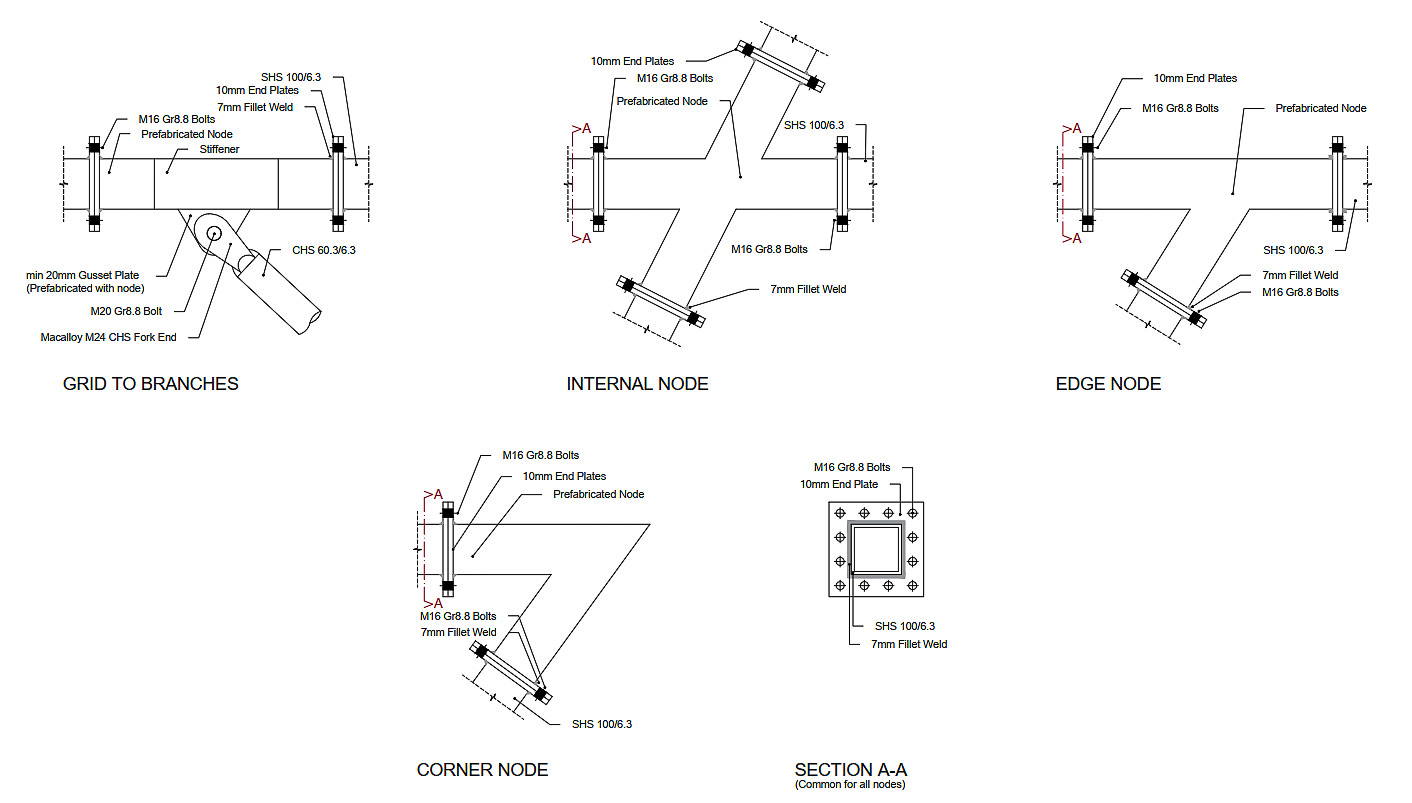 SHS 100/6.3
10mm End Plates
7mm Fillet Weld
M16 Gr8.8 Bolts
Prefabricated Node
Stiffener
CHS 60.3/6.3
min 20mm Gusset Plate
(Prefabricated with node)
M20 Gr8.8 Bolt
Macalloy M24 CHS Fork End
GRID TO BRANCHES
10mm End Plates
M16 Gr8.8 Bolts
Prefabricated Node
SHS 100/6.3
>A
>A
M16 Gr8.8 Bolts
7mm Fillet Weld
INTERNAL NODE
10mm End Plates
M16 Gr8.8 Bolts
Prefabricated Node
>A
>A
SHS 100/6.3
7mm Fillet Weld
M16 Gr8.8 Bolts
EDGE NODE
M16 Gr8.8 Bolts
10mm End Plates
Prefabricated Node
>A
>A
M16 Gr8.8 Bolts
7mm Fillet Weld
SHS 100/6.3
CORNER NODE
M16 Gr8.8 Bolts
10mm End Plate
SHS 100/6.3
7mm Fillet Weld
SECTION A-A
(Common for all nodes)